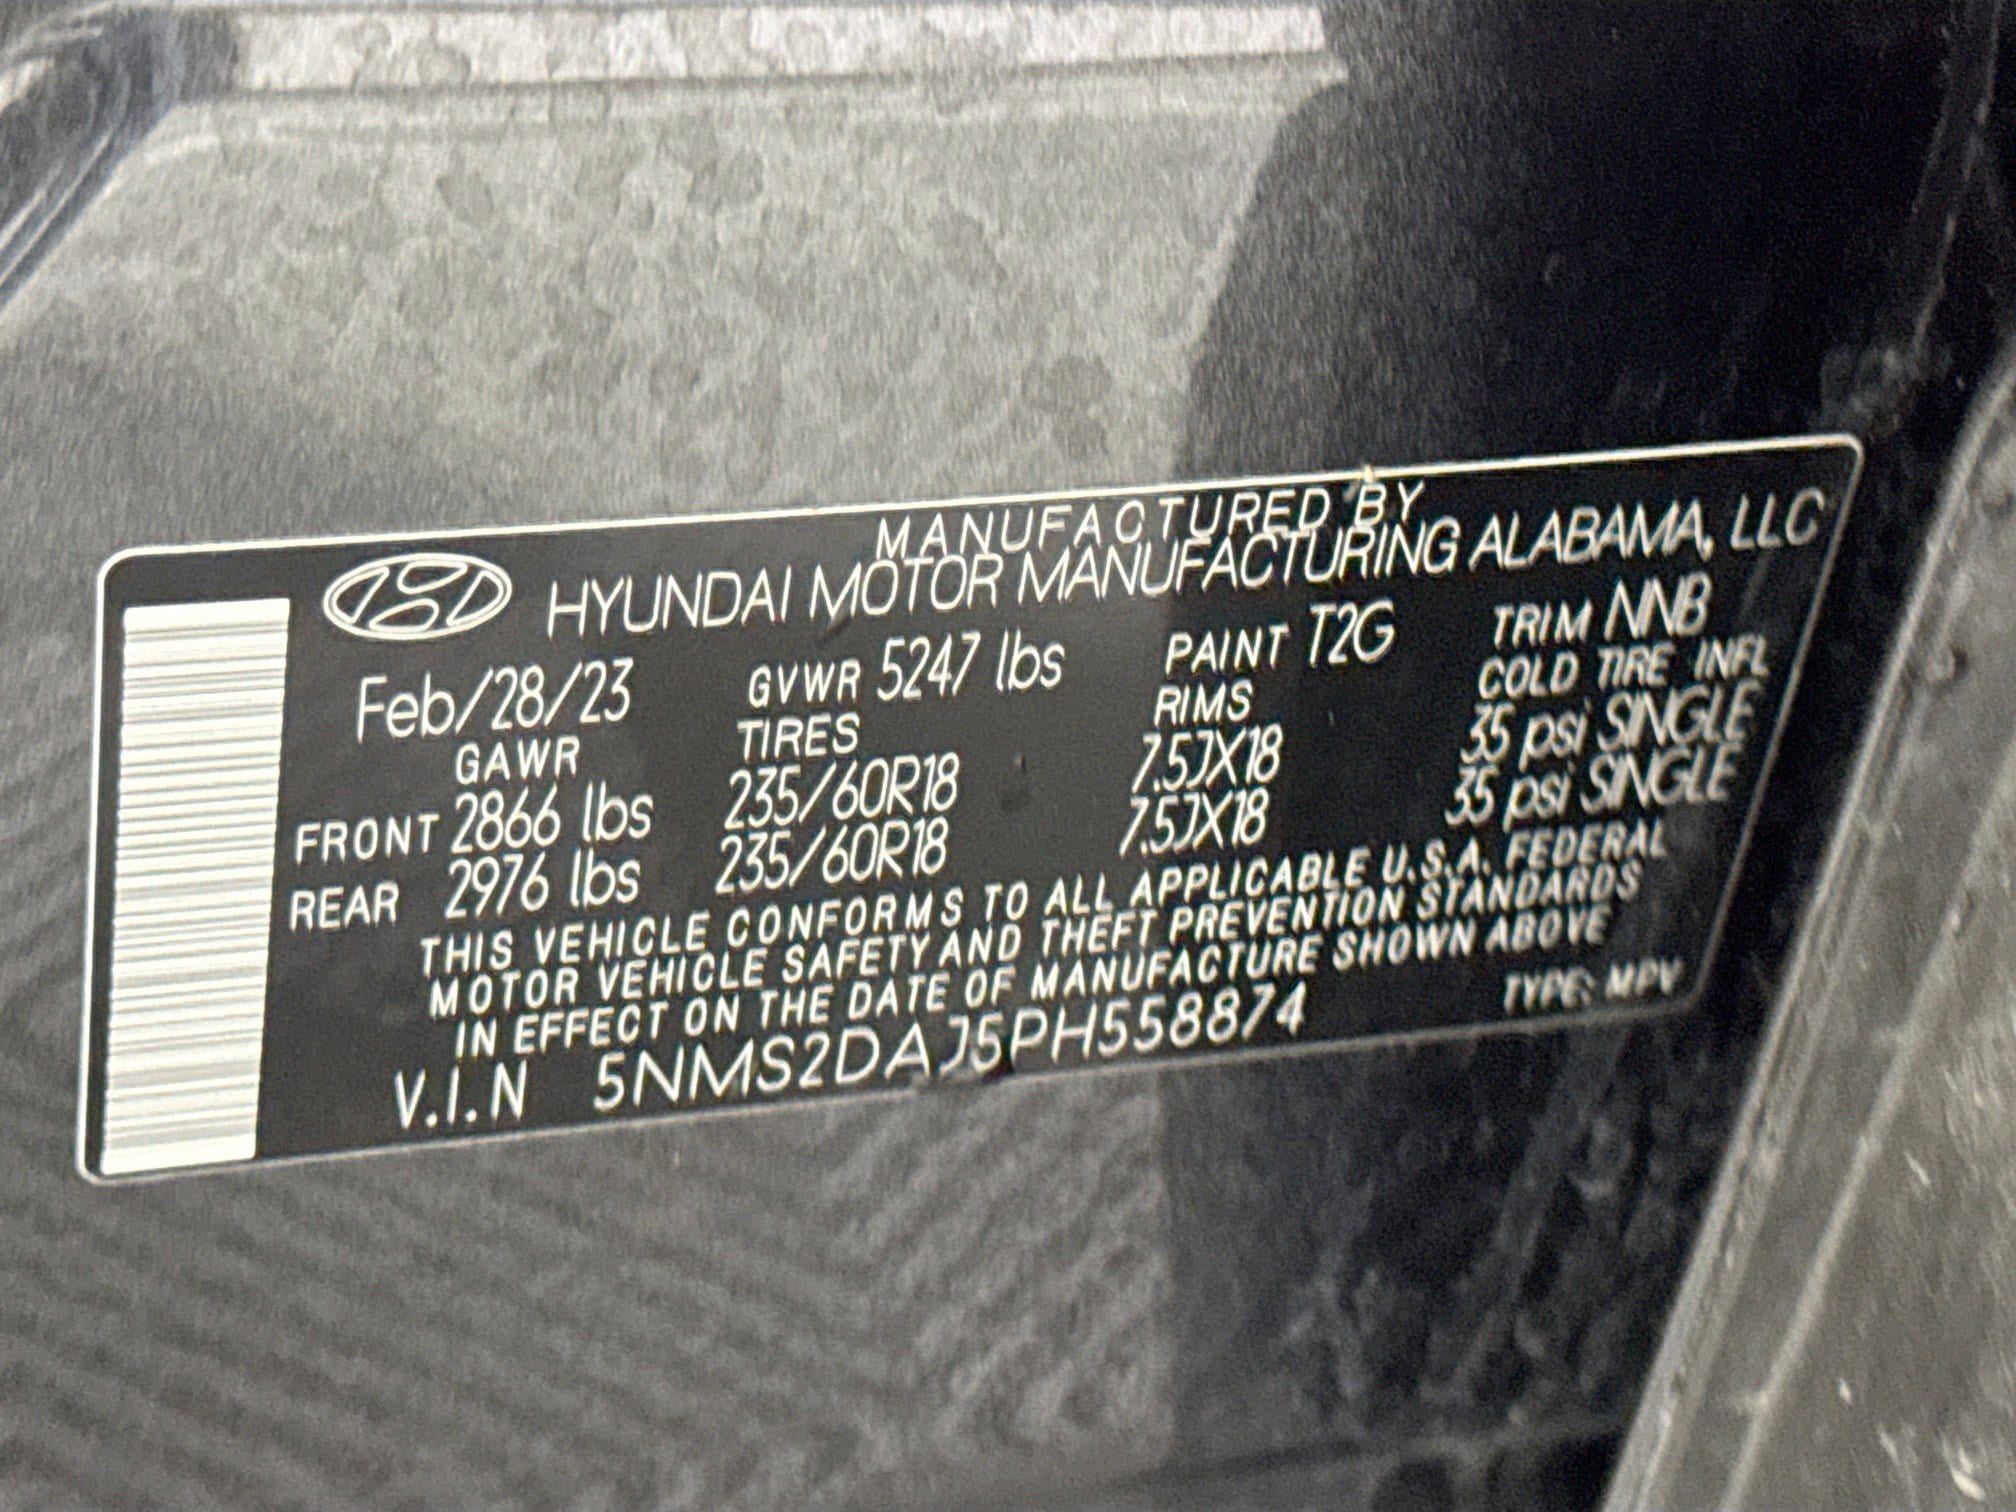 MANUFACTURED BY
HYUNDAI MOTOR MANUFACTURING ALABAMA, LLC
Feb/28/23 GVWR 5247 lbs PAINT T2G TRIM NNB
GAWR TIRES RIMS COLD TIRE INFL
FRONT 2866 lbs 235/60R18 7.5JX18 35 psi SINGLE
REAR 2976 lbs 235/60R18 7.5JX18 35 psi SINGLE
THIS VEHICLE CONFORMS TO ALL APPLICABLE U.S.A. FEDERAL
MOTOR VEHICLE SAFETY AND THEFT PREVENTION STANDARDS
IN EFFECT ON THE DATE OF MANUFACTURE SHOWN ABOVE
V.I.N 5NMS2DAJ5PH558874 TYPE: MPV